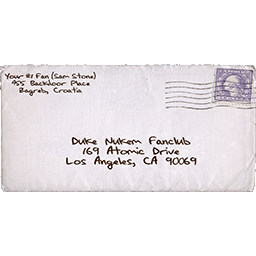 Your #1 Fan (Sam Stone)
455 Backdoor Place
Bagreb, Croatia
Duke Nukem Fanclub
169 Atomic Drive
Los Angeles, CA 90069